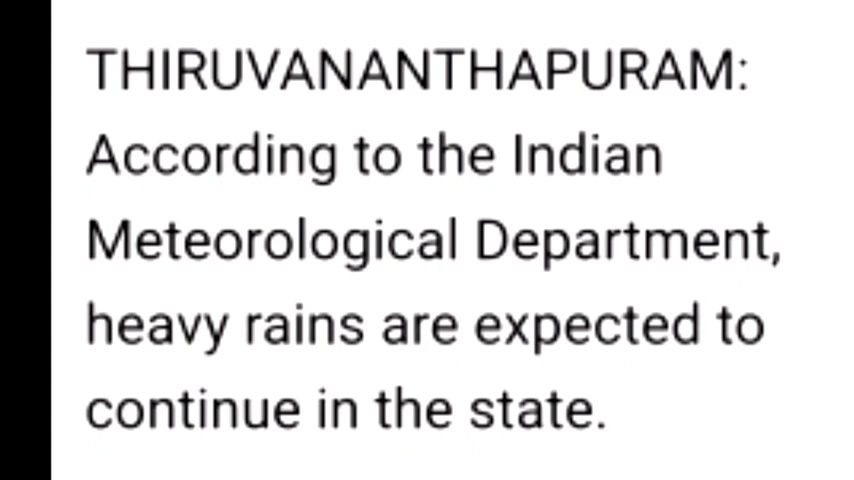 THIRUVANANTHAPURAM:
According to the Indian
Meteorological Department,
heavy rains are expected to
continue in the state.